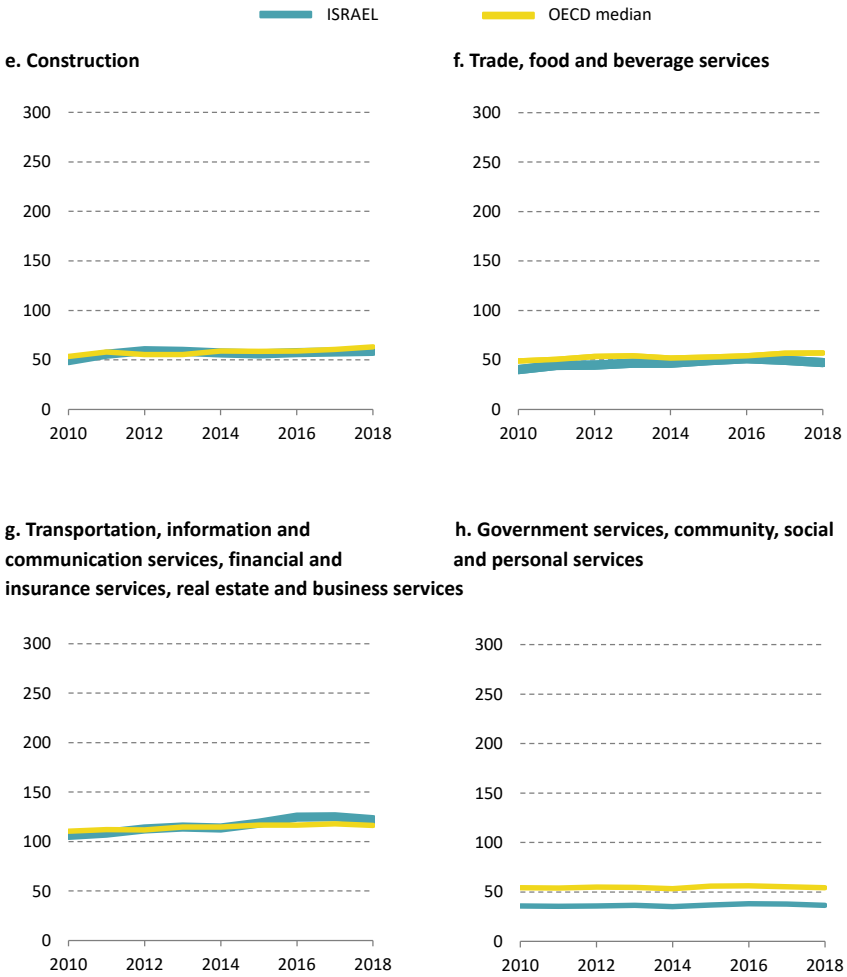 ISRAEL
OECD median
e. Construction
300
250
200
150
100
50
0
2010 2012 2014 2016 2018
f. Trade, food and beverage services
300
250
200
150
100
50
0
2010 2012 2014 2016 2018
g. Transportation, information and
communication services, financial and
insurance services, real estate and business services
300
250
200
150
100
50
0
2010 2012 2014 2016 2018
h. Government services, community, social
and personal services
300
250
200
150
100
50
0
2010 2012 2014 2016 2018